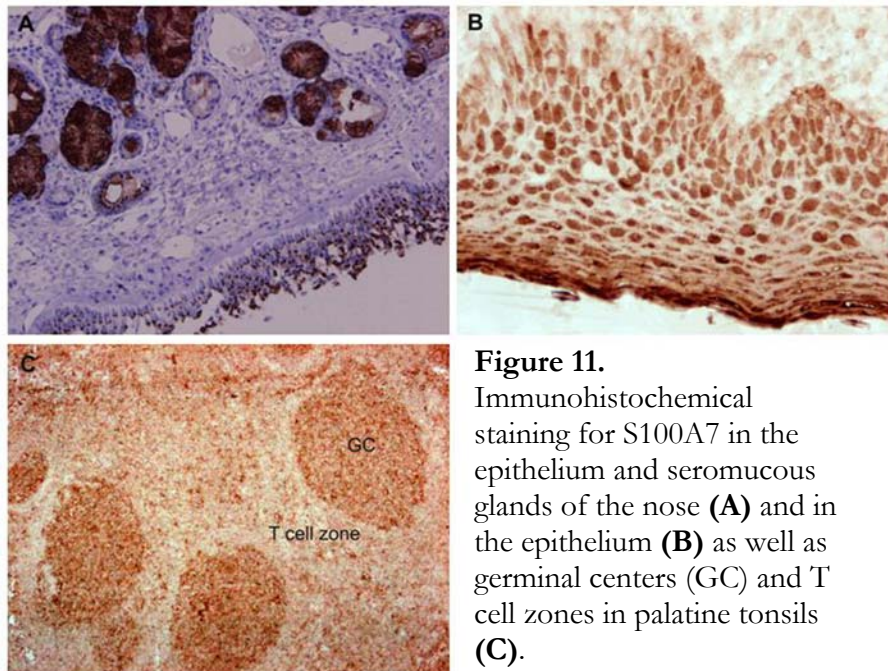 A
B
C
GC
T cell zone
Figure 11.
Immunohistochemical
staining for S100A7 in the
epithelium and seromucous
glands of the nose (A) and in
the epithelium (B) as well as
germinal centers (GC) and T
cell zones in palatine tonsils
(C).